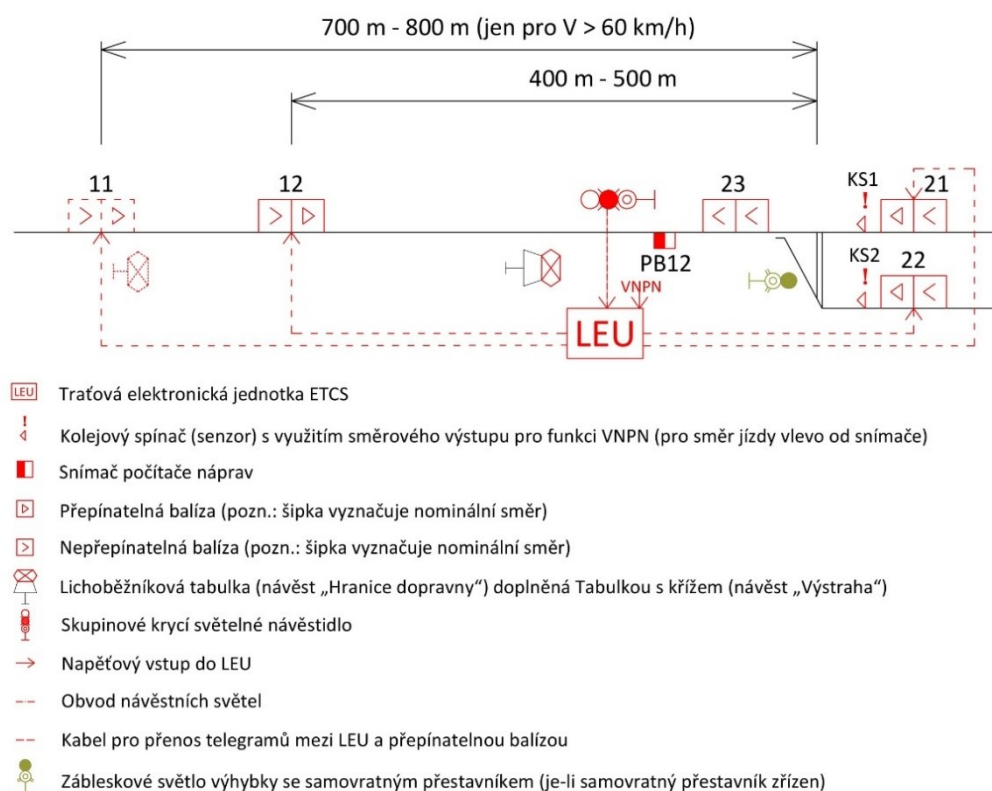 700 m - 800 m (jen pro V > 60 km/h)
400 m - 500 m
11
12
23
KS1
21
KS2
22
PB12
VNPN
LEU
LEU Traťová elektronická jednotka ETCS
Kolejový spínač (senzor) s využitím směrového výstupu pro funkci VNPN (pro směr jízdy vlevo od snímače)
Snímač počítače náprav
Přepínatelná balíza (pozn.: šipka vyznačuje nominální směr)
Nepřepínatelná balíza (pozn.: šipka vyznačuje nominální směr)
Lichoběžníková tabulka (návěst „Hranice dopravny“) doplněná Tabulkou s křížem (návěst „Výstraha“)
Skupinové krycí světelné návěstidlo
Napěťový vstup do LEU
Obvod návěstních světel
Kabel pro přenos telegramů mezi LEU a přepínatelnou balízou
Zábleskové světlo výhybky se samovratným přestavníkem (je-li samovratný přestavník zřízen)